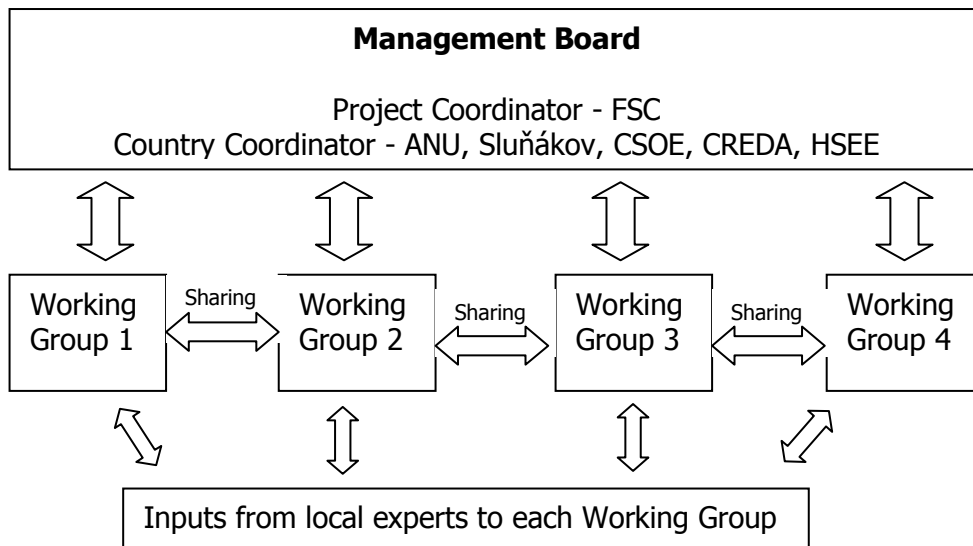 Management Board
Project Coordinator - FSC
Country Coordinator - ANU, Sluňákov, CSOE, CREDA, HSEE
Working
Group 1
Sharing
Working
Group 2
Sharing
Working
Group 3
Sharing
Working
Group 4
Inputs from local experts to each Working Group